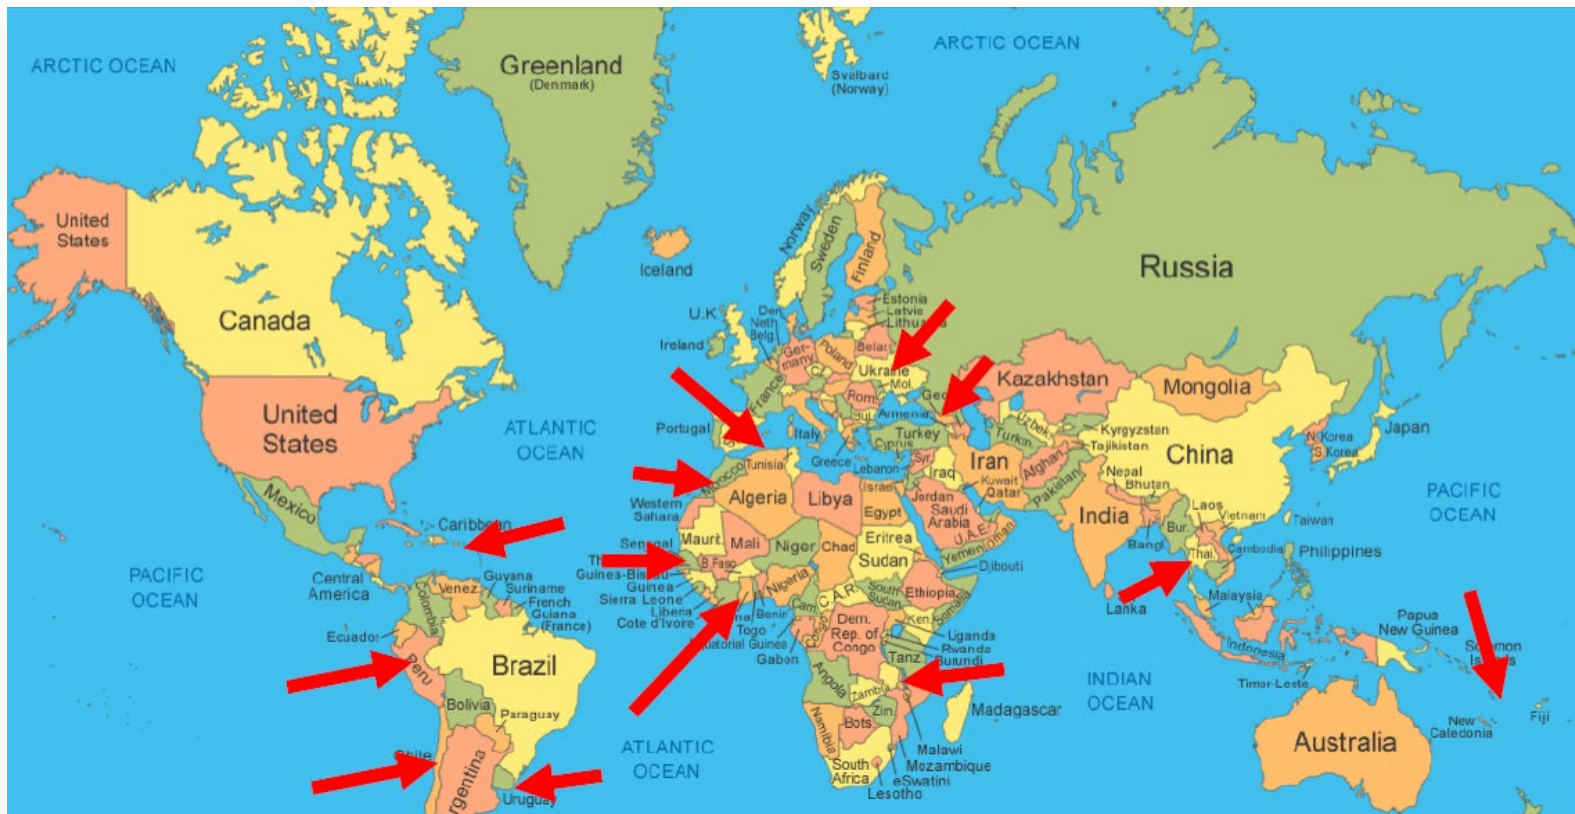 ARCTIC OCEAN
Greenland
(Denmark)
ARCTIC OCEAN
Svalbard
(Norway)
United
States
Canada
Iceland
Norway
Sweden
Finland
Russia
Estonia
Latvia
U.K
Den.
Neth.
Belg.
Ireland
Ger-
many
Poland
Belar.
Ukraine
Mol.
France
Rom.
Bul.
Armenia
Kazakhstan
Mongolia
United
States
ATLANTIC
OCEAN
Portugal
Italy
Greece
Turkey
Cyprus
Lebanon
Syr.
Iraq
Iran
Uzbek.
Turkm.
Kyrgyzstan
Tajikistan
Afghan.
Pakistan
China
N. Korea
S. Korea
Japan
Mexico
Caribbean
Morocco
Tunisia
Algeria
Libya
Israel
Egypt
Jordan
Kuwait
Qatar
Saudi
Arabia
U.A.E.
Oman
Yemen
Nepal
Bhutan
India
Bangl.
Bur.
Laos
Vietnam
Thai.
Cambodia
Taiwan
Philippines
PACIFIC
OCEAN
Western
Sahara
Maurit.
Mali
Niger
Chad
Eritrea
Sudan
Djibouti
Senegal
B.Faso
Guinea
Sierra Leone
Liberia
Cote d'Ivoire
Benin
Togo
Nigeria
Cam.
C.A.R.
South
Sudan
Ethiopia
Somalia
Gabon
Congo
Dem.
Rep. of
Congo
Ken.
Uganda
Rwanda
Burundi
Tanz
Lanka
Malaysia
Indonesia
Timor-Leste
Papua
New Guinea
PACIFIC
OCEAN
Central
America
Venez.
Guyana
Suriname
French
Guiana
(France)
Colombia
Ecuador
Peru
Brazil
Bolivia
Paraguay
Uruguay
ATLANTIC
OCEAN
Angola
Zambia
Zin.
Namibia
Bots.
South
Africa
Malawi
Mozambique
eSwatini
Lesotho
Madagascar
INDIAN
OCEAN
Australia
New
Caledonia
Fiji